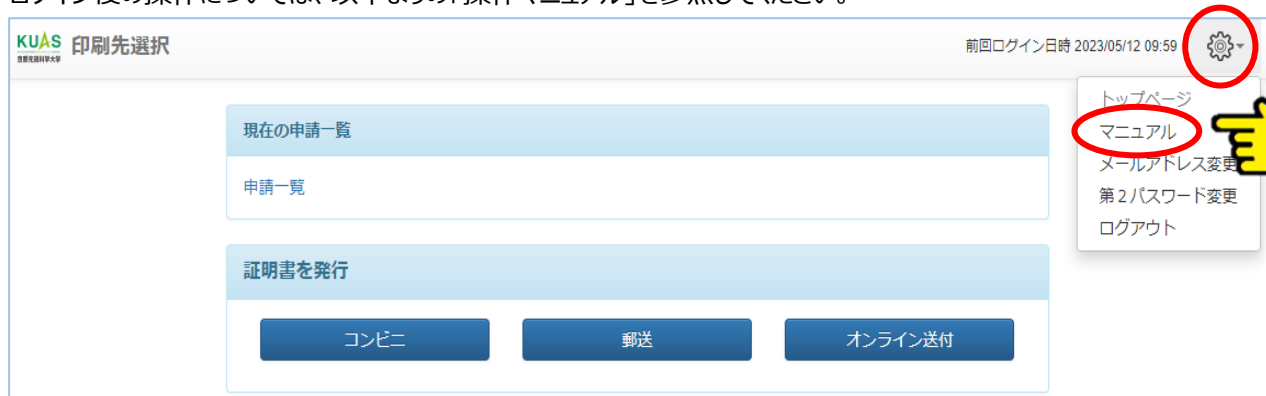 ログイン後の操作については、以下よりの「操作マニュアル」を参照してください。
KUAS 印刷先選択
京都先端科学大学
前回ログイン日時 2023/05/12 09:59
トップページ
マニュアル
メールアドレス変更
第2パスワード変更
ログアウト
現在の申請一覧
申請一覧
証明書を発行
コンビニ
郵送
オンライン送付